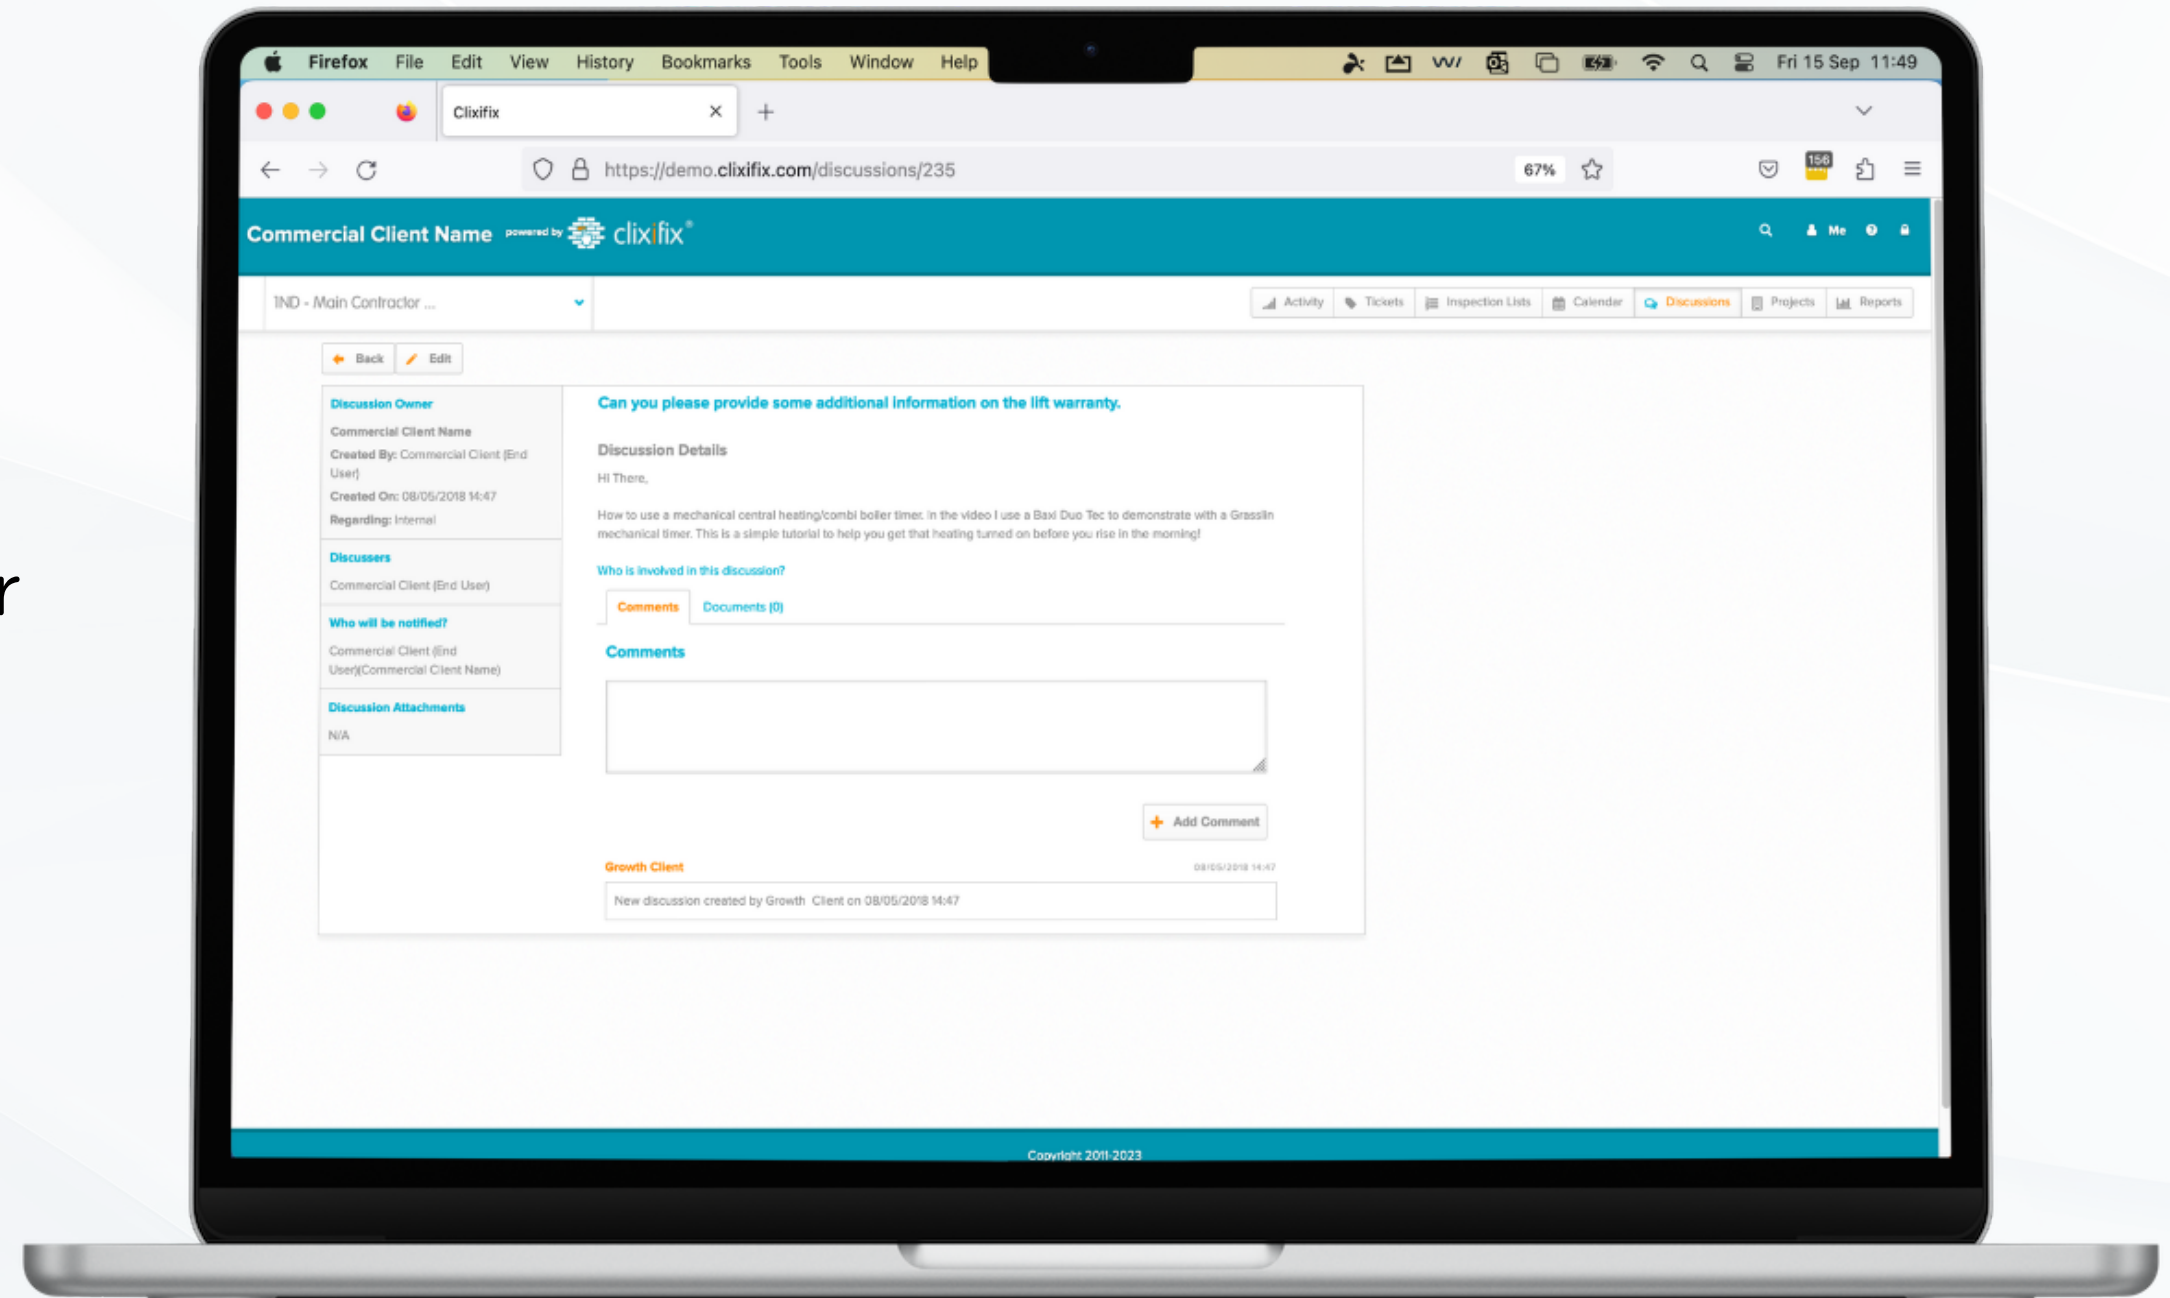 Firefox File Edit View History Bookmarks Tools Window Help Fri 15 Sep 11:49
Clixifix
https://demo.clixifix.com/discussions/235 67% 156
Commercial Client Name powered by clixifix® Me
1ND - Main Contractor ... Activity Tickets Inspection Lists Calendar Discussions Projects Reports
Back Edit
Discussion Owner
Commercial Client Name
Created By: Commercial Client (End
User)
Created On: 08/05/2018 14:47
Regarding: Internal
Discussers
Commercial Client (End User)
Who will be notified?
Commercial Client (End
User)(Commercial Client Name)
Discussion Attachments
N/A
Can you please provide some additional information on the lift warranty.
Discussion Details
Hi There,
How to use a mechanical central heating/combi boiler timer. In the video I use a Baxi Duo Tec to demonstrate with a Grasslin
mechanical timer. This is a simple tutorial to help you get that heating turned on before you rise in the morning!
Who is involved in this discussion?
Comments Documents (0)
Comments
Add Comment
Growth Client 08/05/2018 14:47
New discussion created by Growth Client on 08/05/2018 14:47
Copyright 2011-2023
r